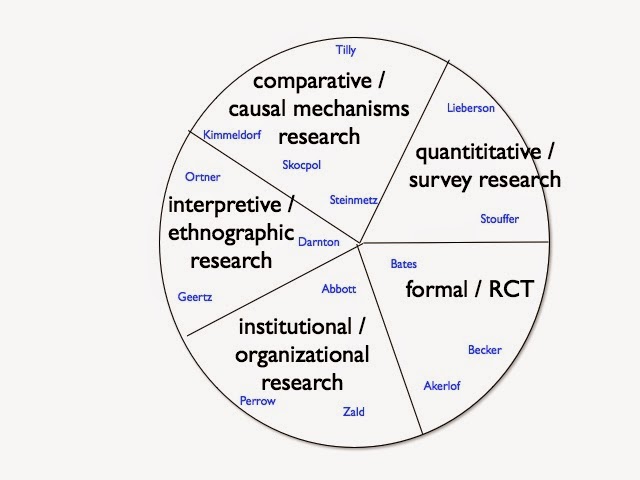 Tilly
comparative /
causal mechanisms
research
Kimmeldorf
Skocpol
Steinmetz
Lieberson
quantititative /
survey research
Stouffer
Ortner
interpretive /
ethnographic
research
Darnton
Geertz
Bates
formal / RCT
Becker
Akerlof
Abbott
institutional /
organizational
research
Perrow
Zald